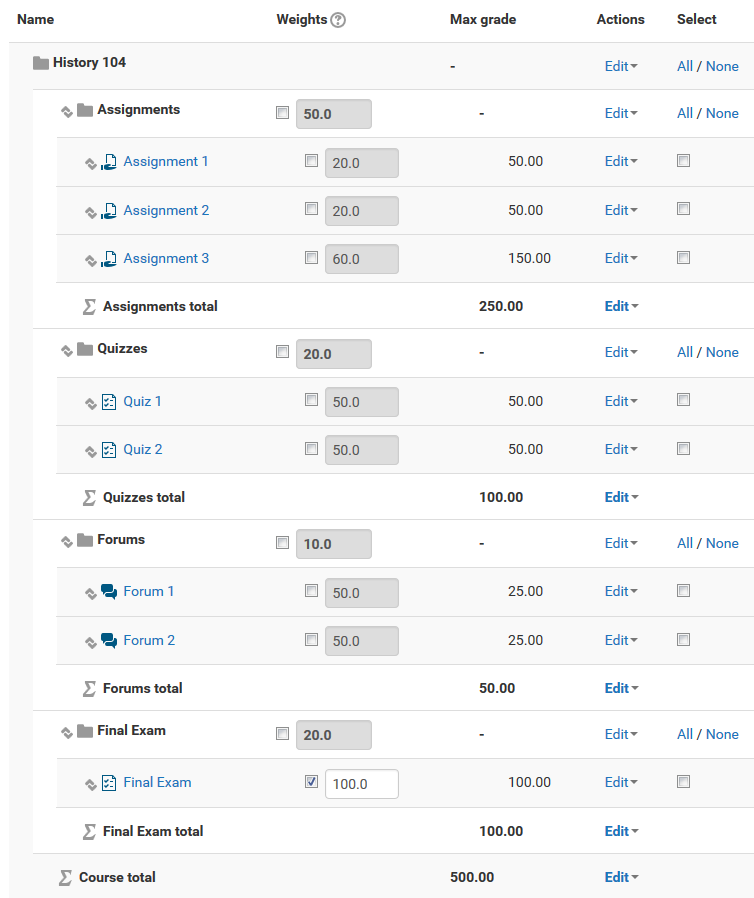 Name Weights Max grade Actions Select
History 104 - Edit All / None
Assignments 50.0 - Edit All / None
Assignment 1 20.0 50.00 Edit
Assignment 2 20.0 50.00 Edit
Assignment 3 60.0 150.00 Edit
Assignments total 250.00 Edit
Quizzes 20.0 - Edit All / None
Quiz 1 50.0 50.00 Edit
Quiz 2 50.0 50.00 Edit
Quizzes total 100.00 Edit
Forums 10.0 - Edit All / None
Forum 1 50.0 25.00 Edit
Forum 2 50.0 25.00 Edit
Forums total 50.00 Edit
Final Exam 20.0 - Edit All / None
Final Exam 100.0 100.00 Edit
Final Exam total 100.00 Edit
Course total 500.00 Edit